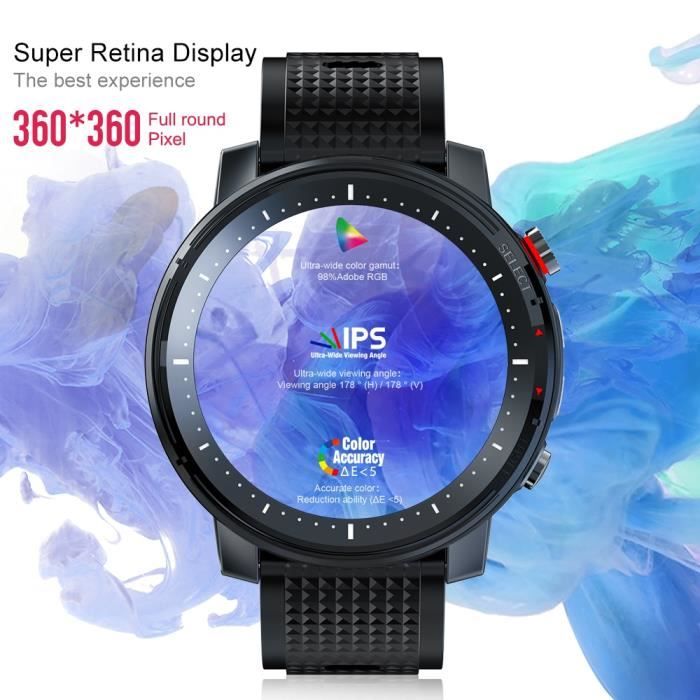 Super Retina Display
The best experience
360*360 Full round
Pixel
SELECT
Ultra-wide color gamut:
98%Adobe RGB
IPS
Ultra-Wide Viewing Angle
Ultra-wide viewing angle:
Viewing angle 178 ° (H) / 178 ° (V)
Color
Accuracy
ΔE<5
Accurate color:
Reduction ability (ΔE <5)